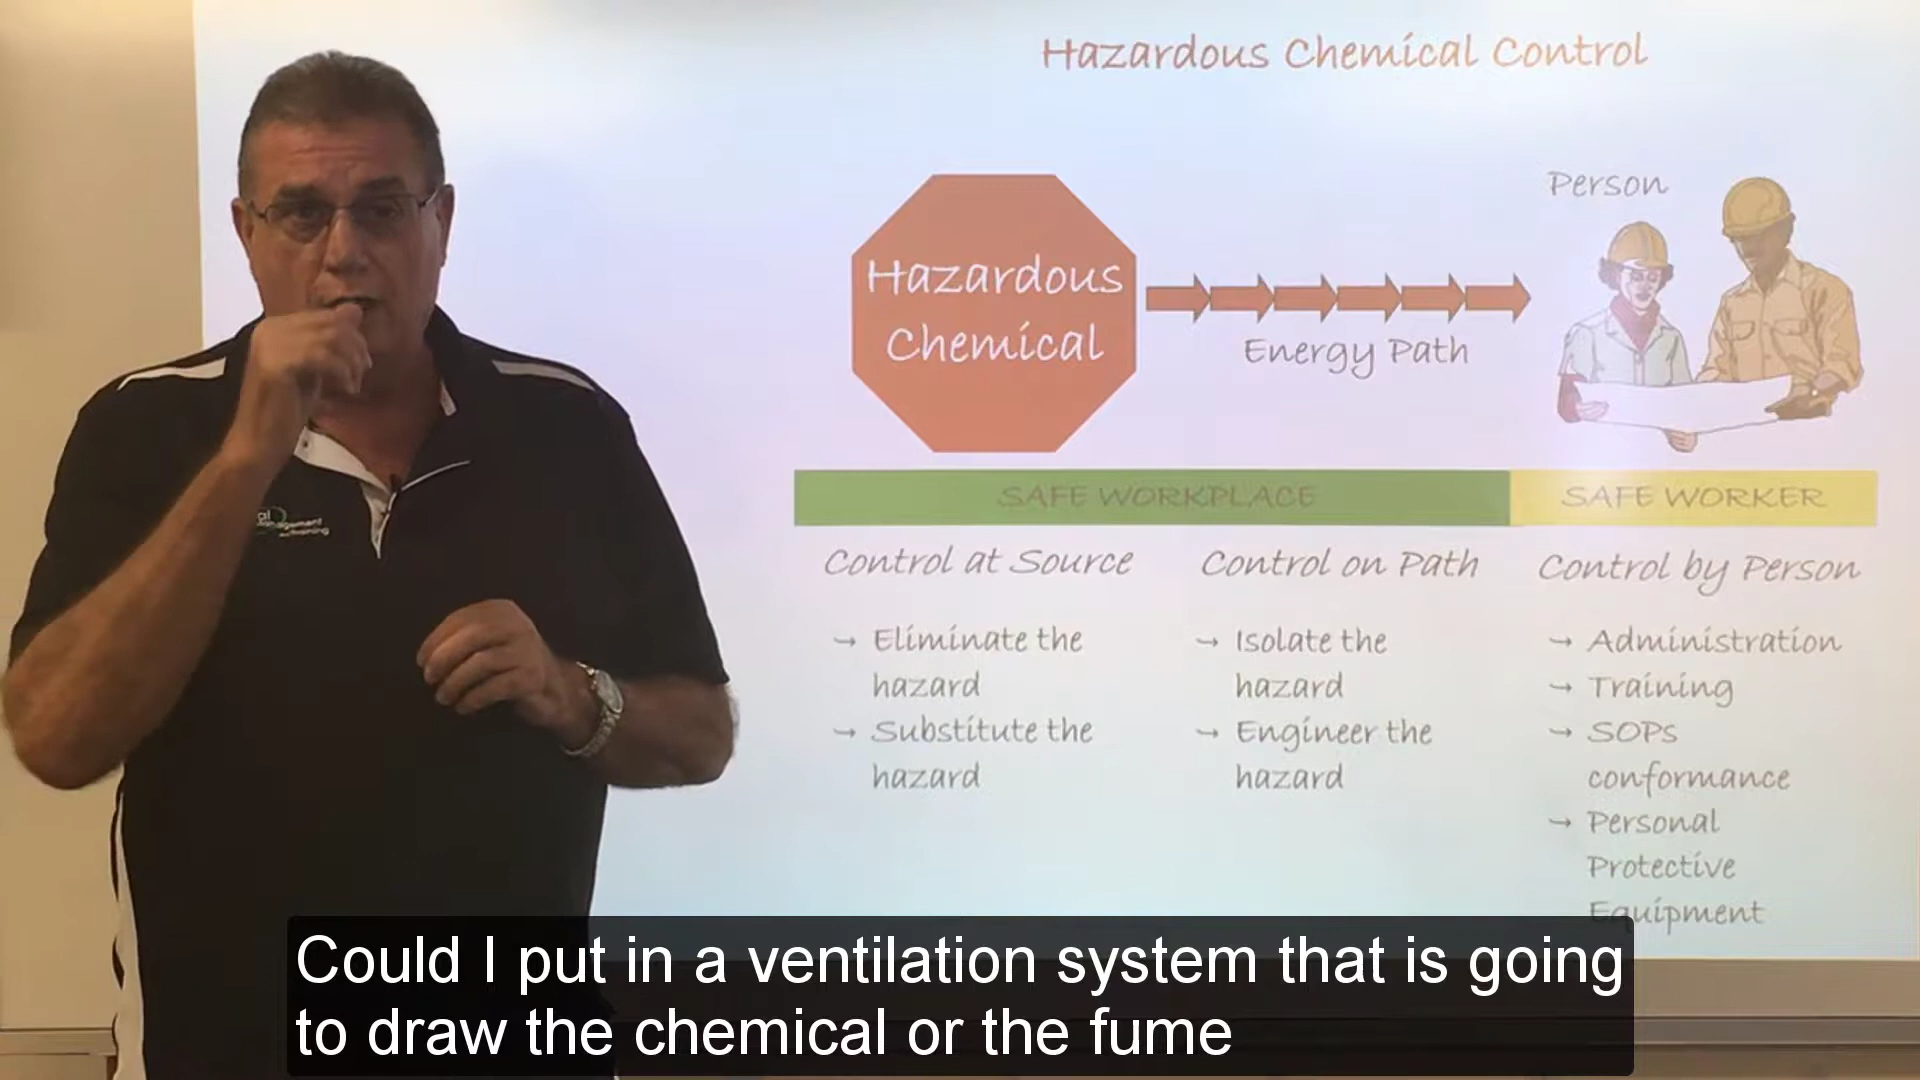 Hazardous Chemical Control
Person
Hazardous
Chemical
Energy Path
SAFE WORKPLACE
SAFE WORKER
Control at Source
Control on Path
Control by Person
→ Eliminate the
hazard
→ Substitute the
hazard
→ Isolate the
hazard
→ Engineer the
hazard
→ Administration
→ Training
→ SOPs
conformance
→ Personal
Protective
Equipment
Could I put in a ventilation system that is going
to draw the chemical or the fume